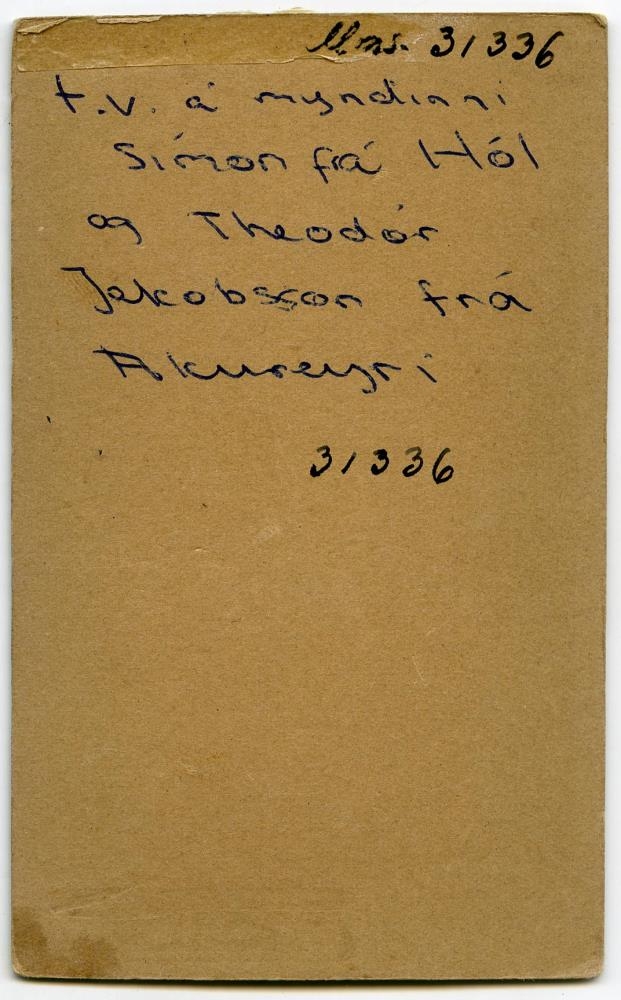 Mms. 31336
t.v. á myndinni
Símon frá Hól
og Theodór
Jakobsson frá
Akureyri
31336